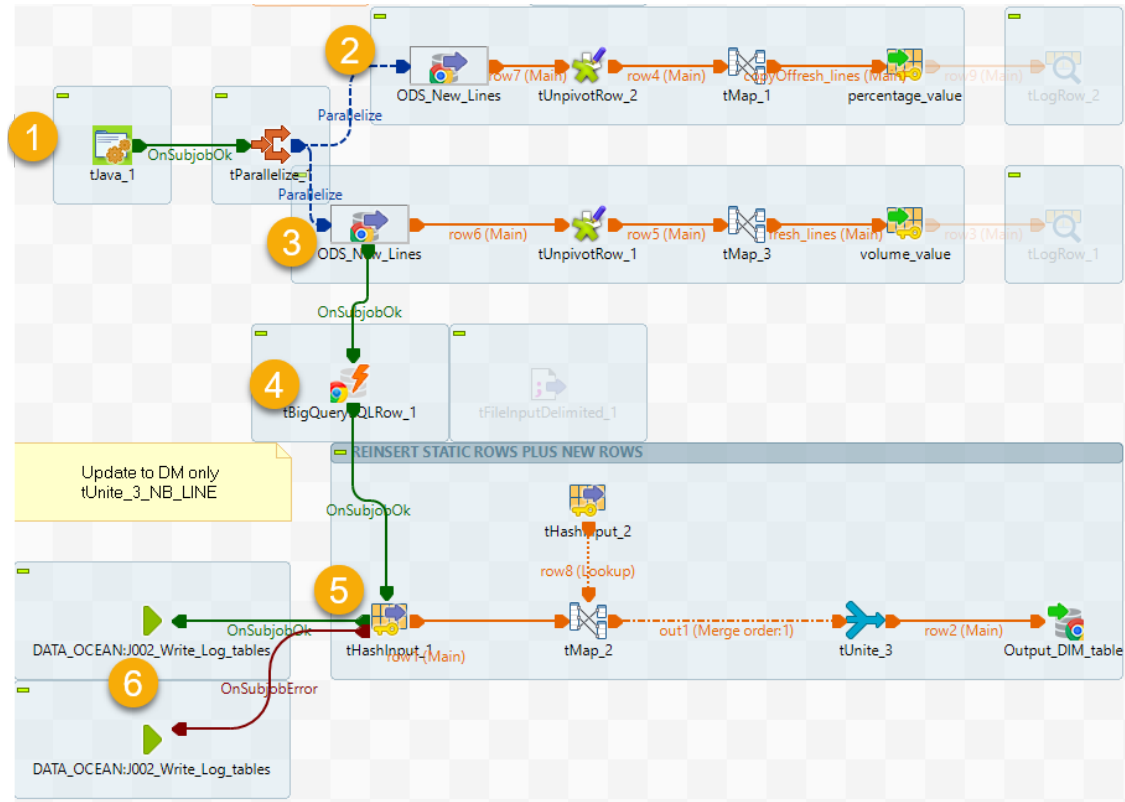 2
ODS_New_Lines
row7 (Main)
tUnpivotRow_2
row4 (Main)
tMap_1
copyOffresh_lines (Main)
percentage_value
row9 (Main)
tLogRow_2
1
tJava_1
OnSubjobOk
tParallelize_
Parallelize
Parallelize
3
ODS_New_Lines
row6 (Main)
tUnpivotRow_1
row5 (Main)
tMap_3
fresh_lines (Main)
volume_value
row3 (Main)
tLogRow_1
OnSubjobOk
4
tBigQuerySQLRow_1
tFileInputDelimited_1
Update to DM only
tUnite_3_NB_LINE
REINSERT STATIC ROWS PLUS NEW ROWS
OnSubjobOk
tHashInput_2
row8 (Lookup)
5
tHashInput_1
row1 (Main)
tMap_2
out1 (Merge order:1)
tUnite_3
row2 (Main)
Output_DIM_table
OnSubjobOk
DATA_OCEAN:J002_Write_Log_tables
6
OnSubjobError
DATA_OCEAN:J002_Write_Log_tables